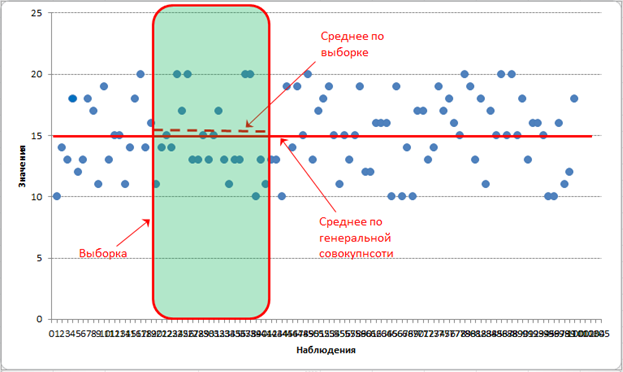 25
20
15
10
5
0
Значения
Среднее по
выборке
Среднее по
генеральной
совокупнсоти
Выборка
Наблюдения